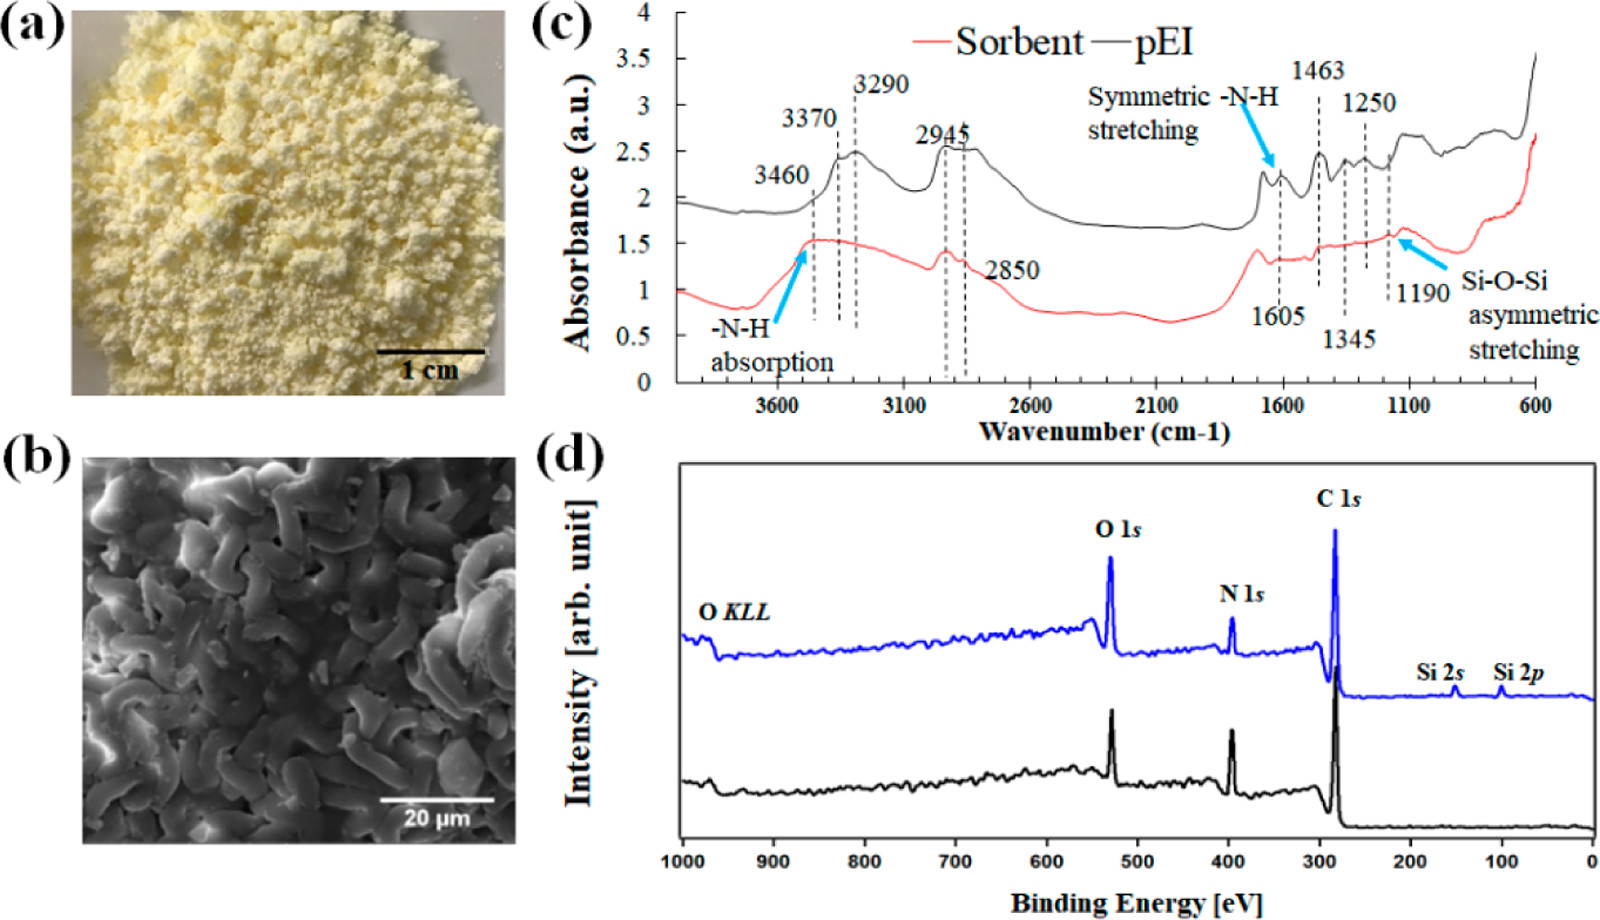 (a)
1 cm
(b)
20 μm
(c)
Absorbance (a.u.)
4
3.5
3
2.5
2
1.5
1
0.5
0
Sorbent
pEI
3290
3370
3460
2945
2850
Symmetric -N-H
stretching
1463
1250
1605
1345
1190
-N-H
absorption
Si-O-Si
asymmetric
stretching
3600 3100 2600 2100 1600 1100 600
Wavenumber (cm-1)
(d)
Intensity [arb. unit]
O KLL
O 1s
N 1s
C 1s
Si 2s
Si 2p
1000 900 800 700 600 500 400 300 200 100 0
Binding Energy [eV]